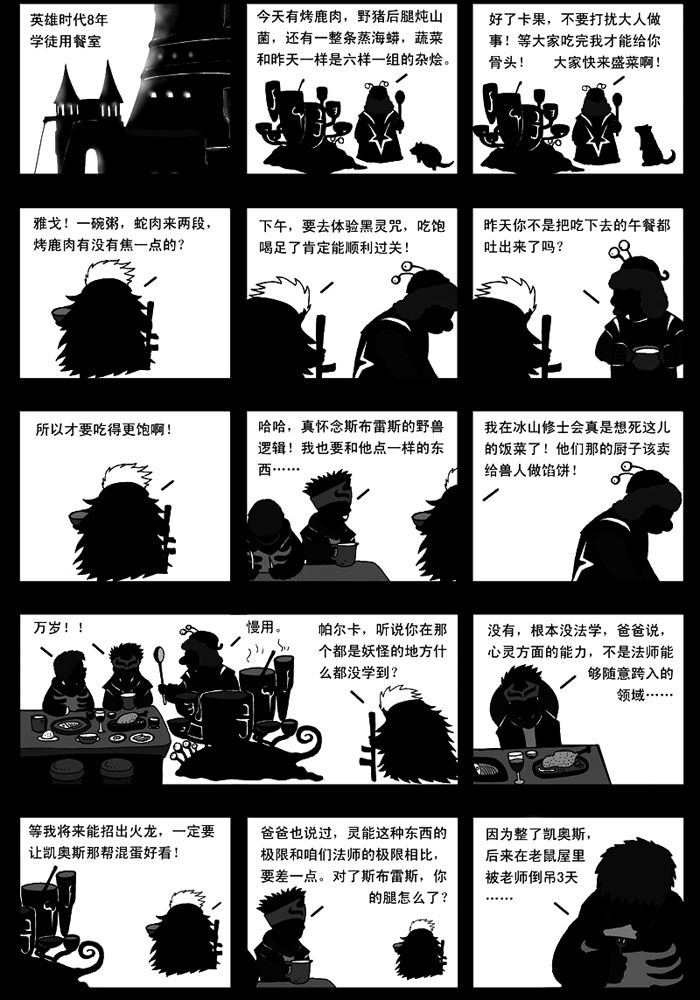 英雄时代8年
学徒用餐室
今天有烤鹿肉，野猪后腿炖山
菌，还有一整条蒸海蟒，蔬菜
和昨天一样是六样一组的杂烩。
好了卡果，不要打扰大人做
事！等大家吃完我才能给你
骨头！ 大家快来盛菜啊！
雅戈！一碗粥，蛇肉来两段，
烤鹿肉有没有焦一点的？
下午，要去体验黑灵咒，吃饱
喝足了肯定能顺利过关！
昨天你不是把吃下去的午餐都
吐出来了吗？
所以才要吃得更饱啊！
哈哈，真怀念斯布雷斯的野兽
逻辑！我也要和他点一样的东
西……
我在冰山修士会真是想死这儿
的饭菜了！他们那的厨子该卖
给兽人做馅饼！
万岁！！
慢用。
帕尔卡，听说你在那
个都是妖怪的地方什
么都没学到？
没有，根本没法学，爸爸说，
心灵方面的能力，不是法师能
够随意跨入的
领域……
等我将来能招出火龙，一定要
让凯奥斯那帮混蛋好看！
爸爸也说过，灵能这种东西的
极限和咱们法师的极限相比，
要差一点。对了斯布雷斯，你
的腿怎么了？
因为整了凯奥斯，
后来在老鼠屋里
被老师倒吊3天
……